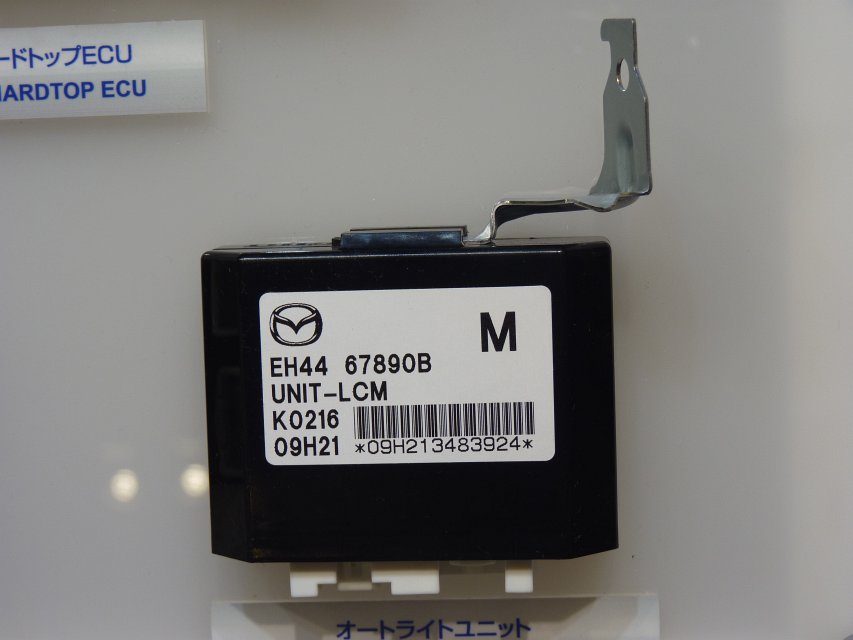 ードトップECU
HARDTOP ECU
M
EH44 67890B
UNIT-LCM
K0216
09H21 *09H213483924*
オートライトユニット